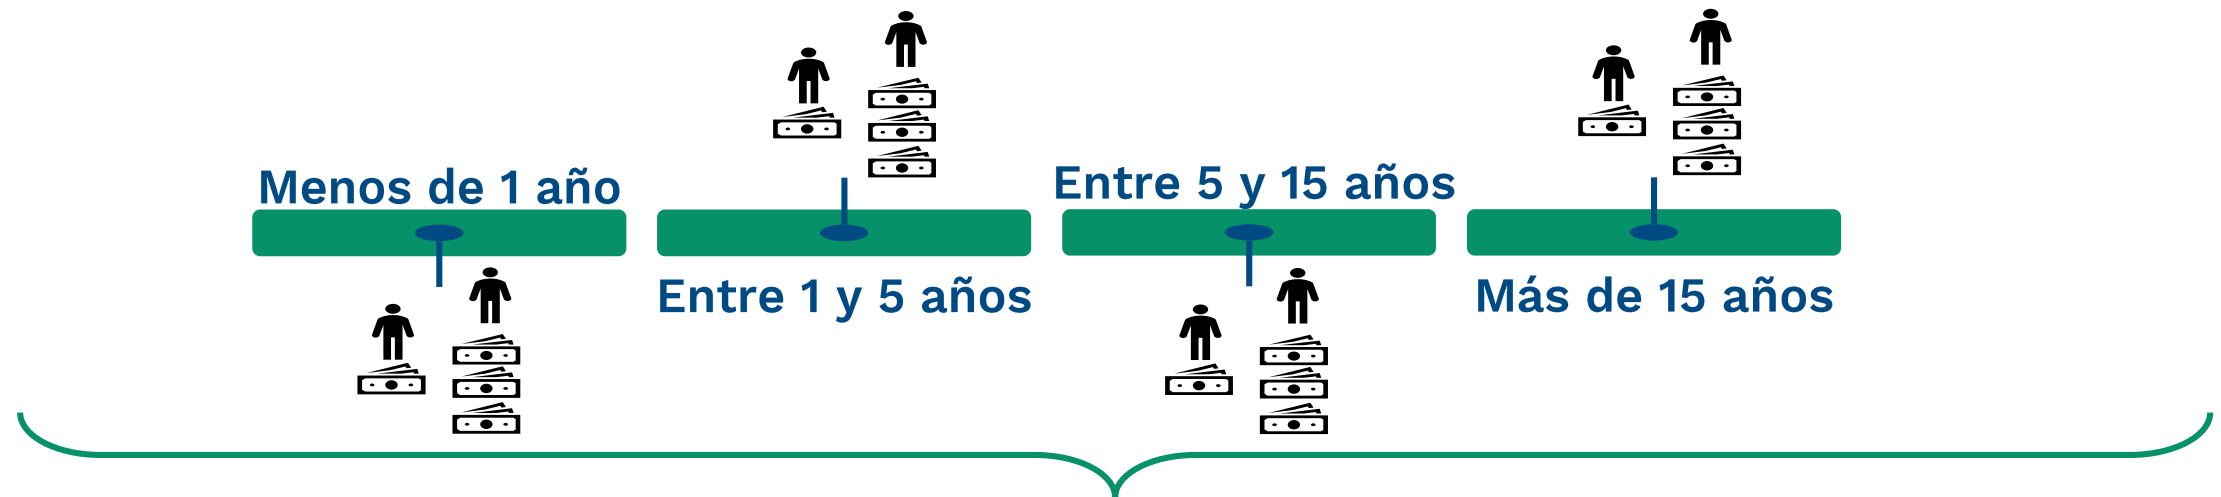 Menos de 1 año
Entre 1 y 5 años
Entre 5 y 15 años
Más de 15 años